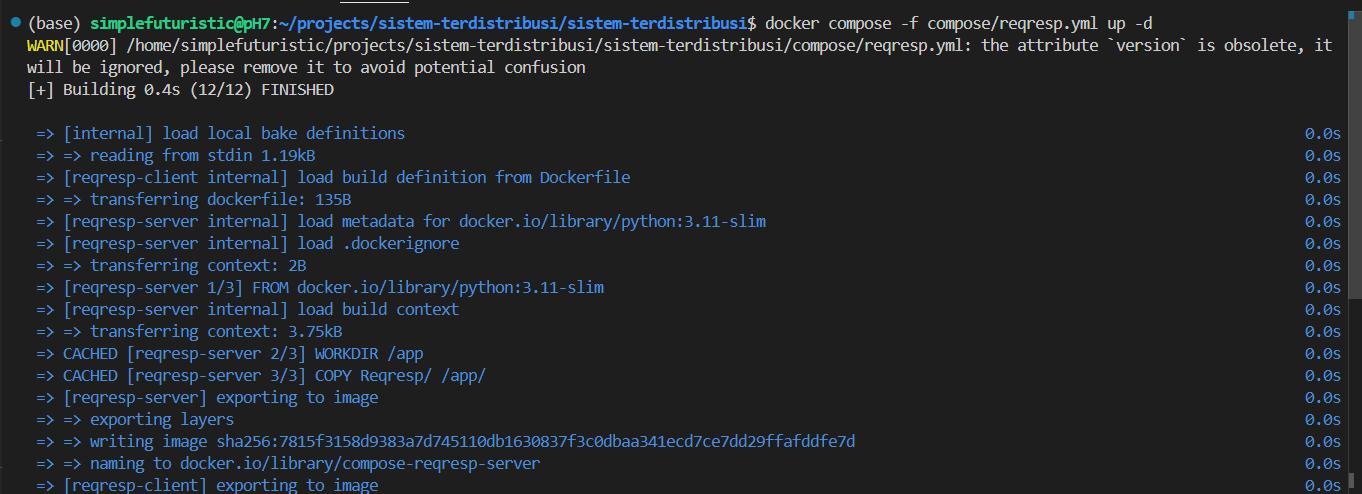 (base) simplefuturistic@pH7:~/projects/sistem-terdistribusi/sistem-terdistribusi$ docker compose -f compose/reqresp.yml up -d
WARN[0000] /home/simplefuturistic/projects/sistem-terdistribusi/sistem-terdistribusi/compose/reqresp.yml: the attribute `version` is obsolete, it
will be ignored, please remove it to avoid potential confusion
[+] Building 0.4s (12/12) FINISHED
=> [internal] load local bake definitions 0.0s
=> => reading from stdin 1.19kB 0.0s
=> [reqresp-client internal] load build definition from Dockerfile 0.0s
=> => transferring dockerfile: 135B 0.0s
=> [reqresp-server internal] load metadata for docker.io/library/python:3.11-slim 0.0s
=> [reqresp-server internal] load .dockerignore 0.0s
=> => transferring context: 2B 0.0s
=> [reqresp-server 1/3] FROM docker.io/library/python:3.11-slim 0.0s
=> [reqresp-server internal] load build context 0.0s
=> => transferring context: 3.75kB 0.0s
=> CACHED [reqresp-server 2/3] WORKDIR /app 0.0s
=> CACHED [reqresp-server 3/3] COPY Reqresp/ /app/ 0.0s
=> [reqresp-server] exporting to image 0.0s
=> => exporting layers 0.0s
=> => writing image sha256:7815f3158d9383a7d745110db1630837f3c0dbaa341ecd7ce7dd29ffafddfe7d 0.0s
=> => naming to docker.io/library/compose-reqresp-server 0.0s
=> [reqresp-client] exporting to image 0.0s